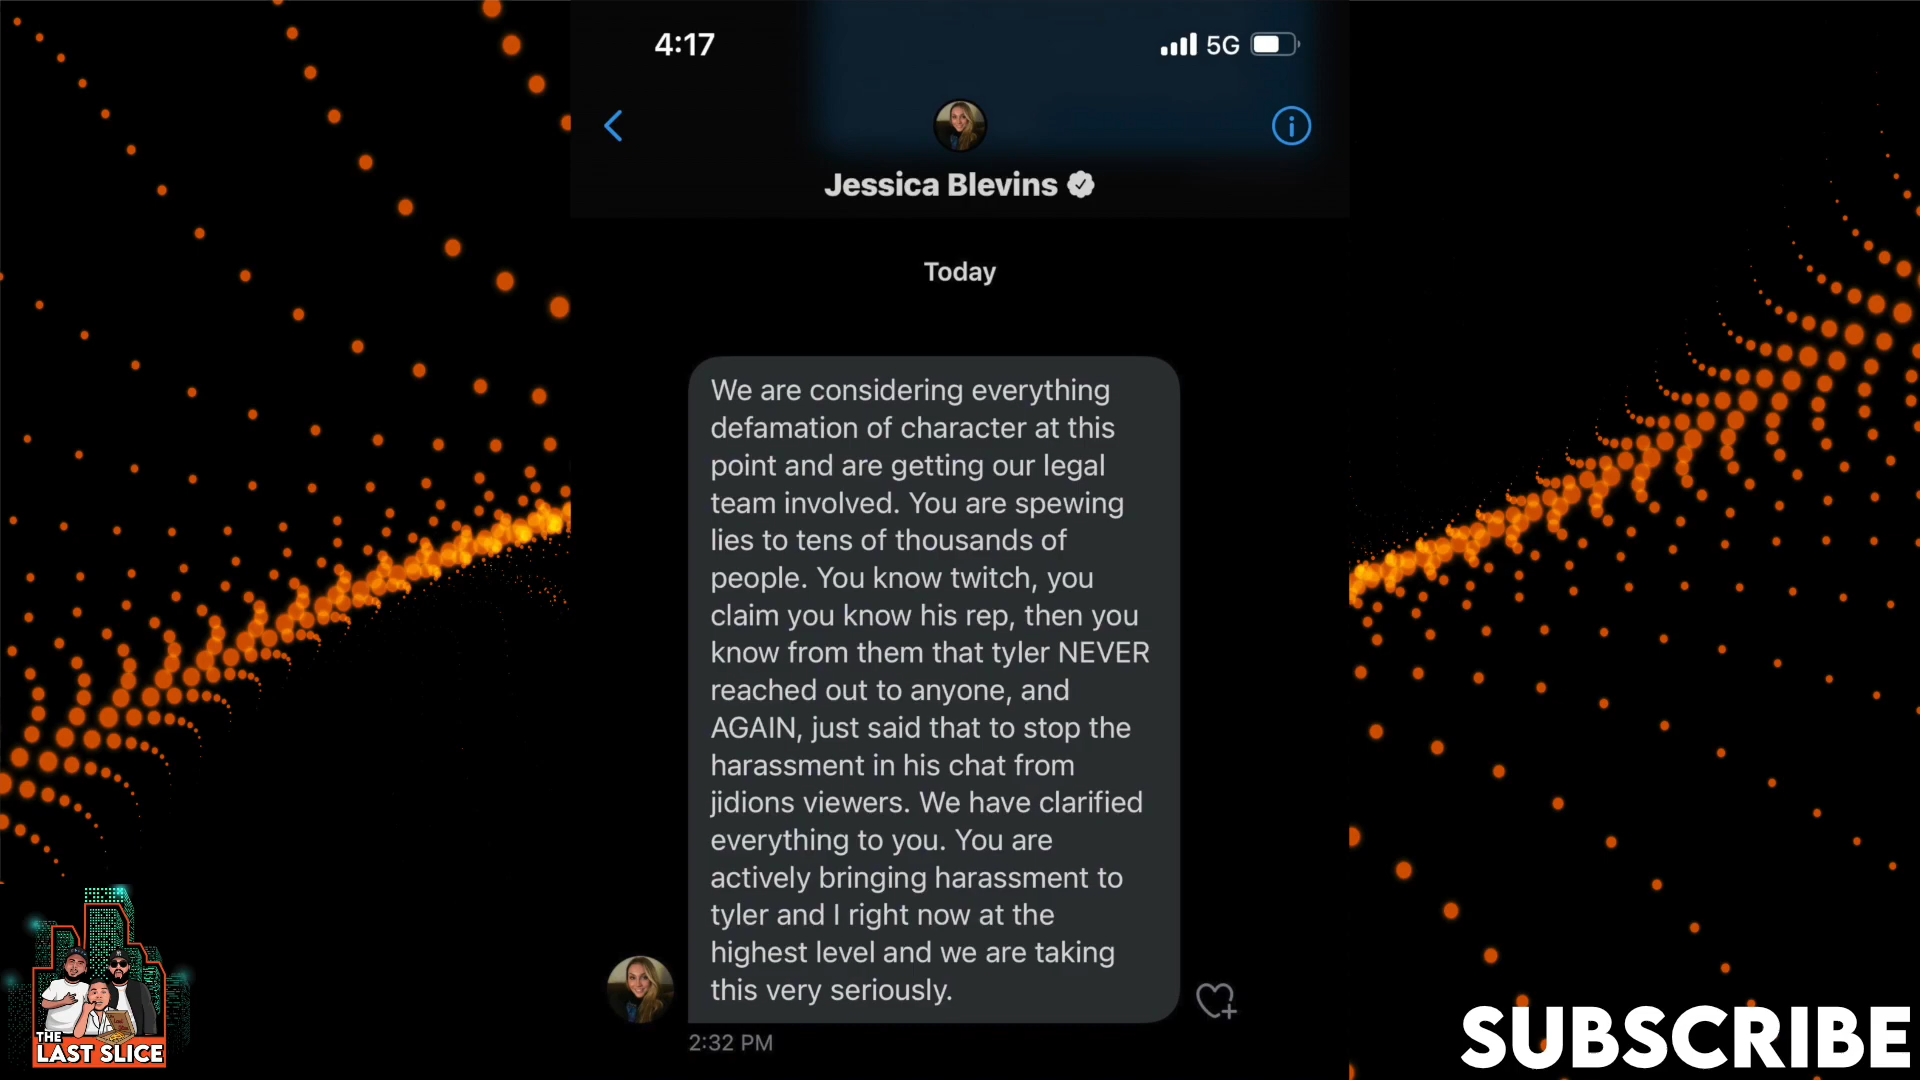 4:17
5G
Jessica Blevins
Today
We are considering everything
defamation of character at this
point and are getting our legal
team involved. You are spewing
lies to tens of thousands of
people. You know twitch, you
claim you know his rep, then you
know from them that tyler NEVER
reached out to anyone, and
AGAIN, just said that to stop the
harassment in his chat from
jidions viewers. We have clarified
everything to you. You are
actively bringing harassment to
tyler and I right now at the
highest level and we are taking
this very seriously.
2:32 PM
THE
LAST SLICE
SUBSCRIBE